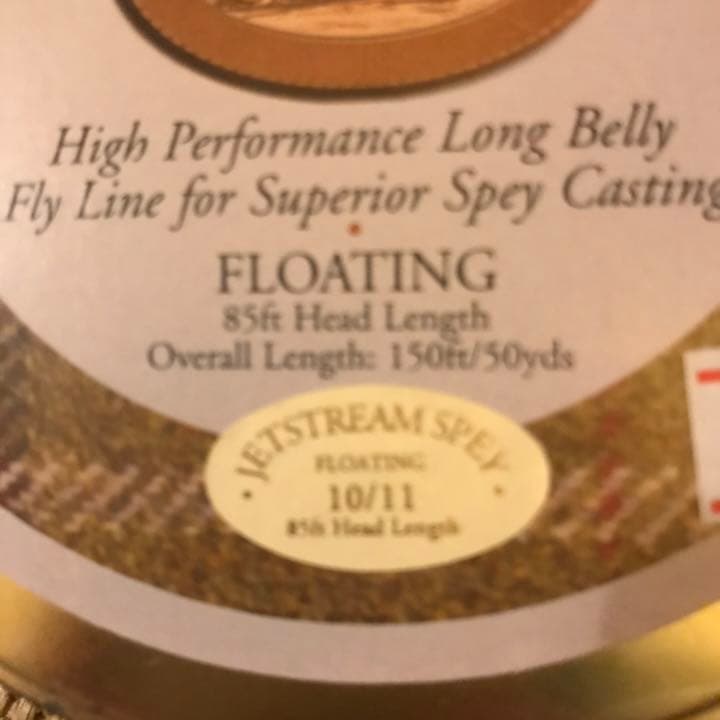 High Performance Long Belly
Fly Line for Superior Spey Casting
FLOATING
85ft Head Length
Overall Length: 150ft/50yds
JETSTREAM SPEY
FLOATING
10/11
85ft Head Length